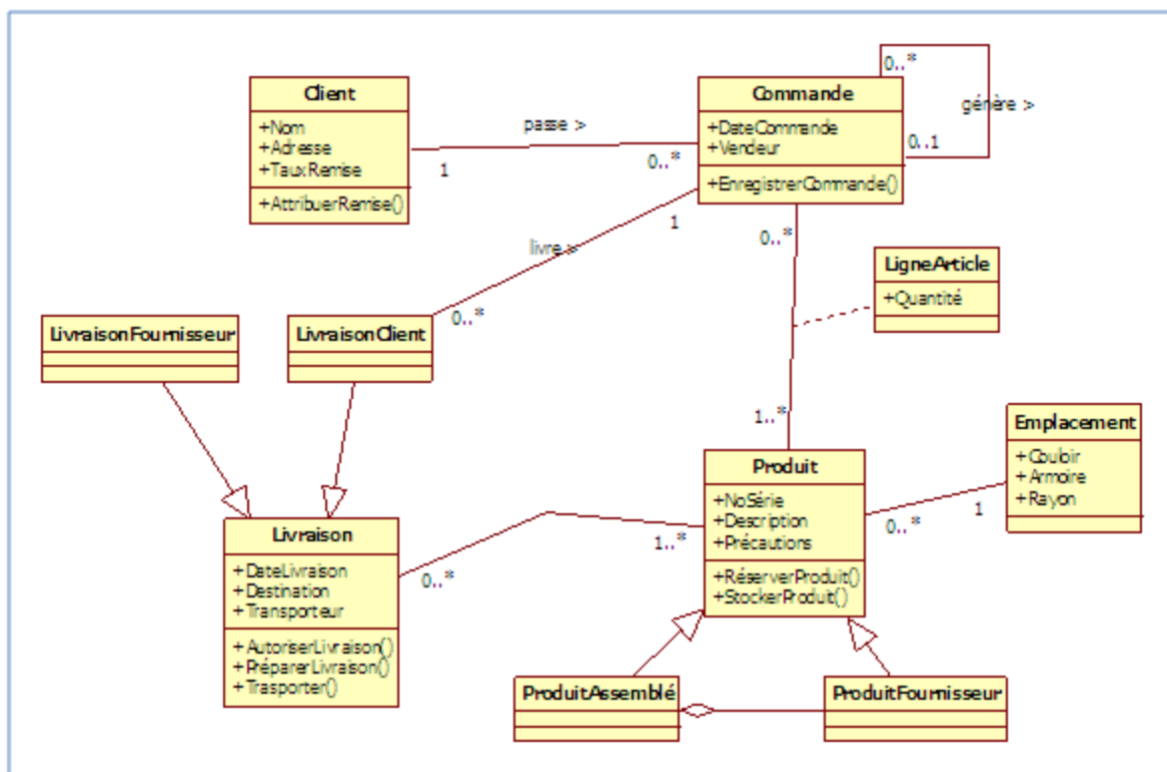 Client
+Nom
+Adresse
+TauxRemise
+AttribuerRemise()
passe >
1
0..*
Commande
+DateCommande
+Vendeur
+EnregistrerCommande()
0..*
génère >
0..1
livre >
1
0..*
0..*
LigneArticle
+Quantité
1..*
LivraisonFournisseur
LivraisonClient
Emplacement
+Couloir
+Armoire
+Rayon
Produit
+NoSérie
+Description
+Précautions
+RéserverProduit()
+StockerProduit()
0..*
1
Livraison
+DateLivraison
+Destination
+Transporteur
+AutoriserLivraison()
+PréparerLivraison()
+Trasporter()
0..*
1..*
ProduitAssemblé
ProduitFournisseur